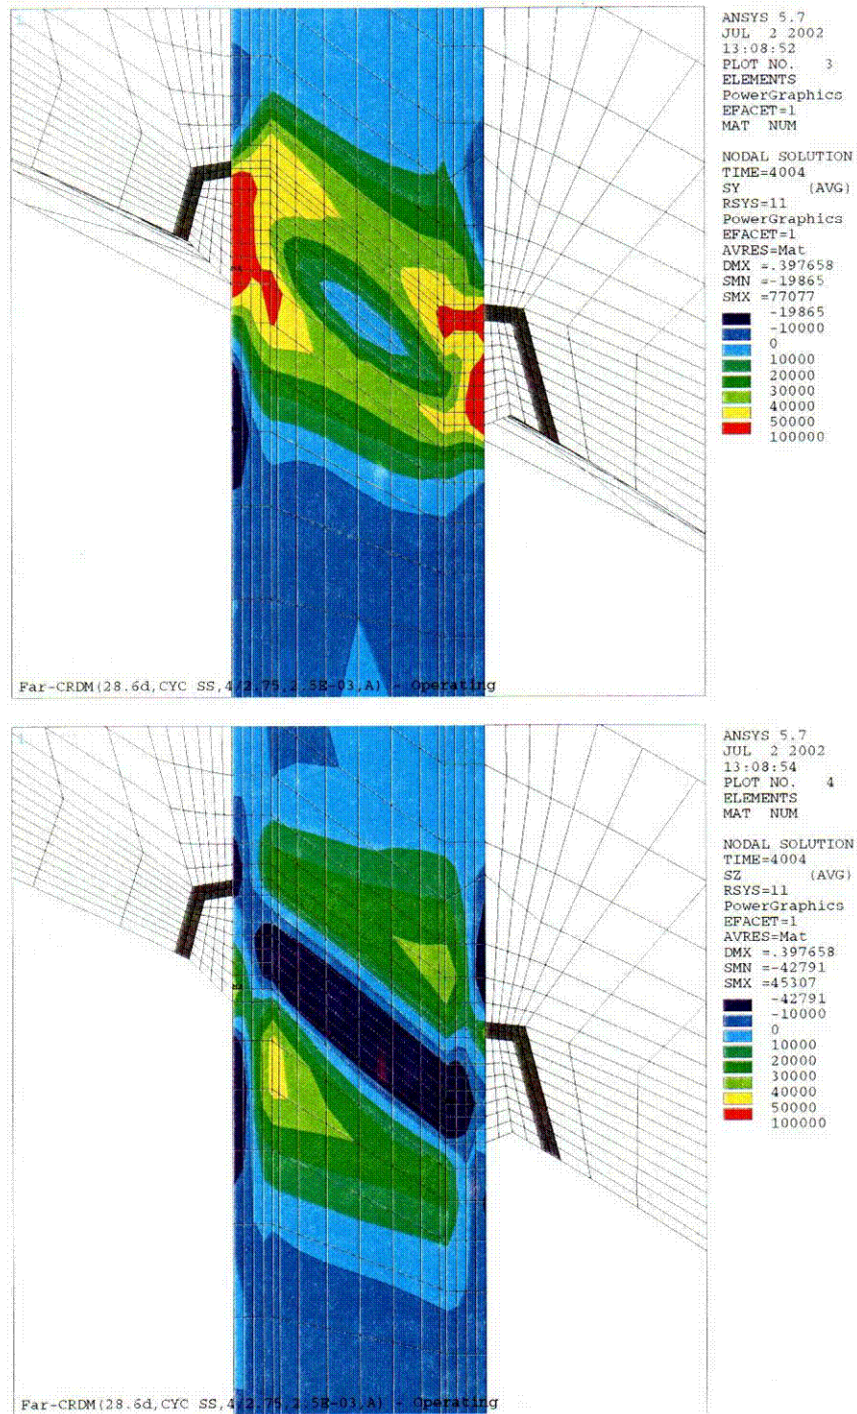 ANSYS 5.7
JUL 2 2002
13:08:52
PLOT NO. 3
ELEMENTS
PowerGraphics
EFACET=1
MAT NUM
NODAL SOLUTION
TIME=4004
SY (AVG)
RSYS=11
PowerGraphics
EFACET=1
AVRES=Mat
DMX =.397658
SMN =-19865
SMX =77077
-19865
-10000
0
10000
20000
30000
40000
50000
100000
Far-CRDM(28.6d,CYC SS,4/2.75,2.5E-03,A) - Operating
ANSYS 5.7
JUL 2 2002
13:08:54
PLOT NO. 4
ELEMENTS
MAT NUM
NODAL SOLUTION
TIME=4004
SZ (AVG)
RSYS=11
PowerGraphics
EFACET=1
AVRES=Mat
DMX =.397658
SMN =-42791
SMX =45307
-42791
-10000
0
10000
20000
30000
40000
50000
100000
Far-CRDM(28.6d,CYC SS,4/2.75,2.5E-03,A) - Operating